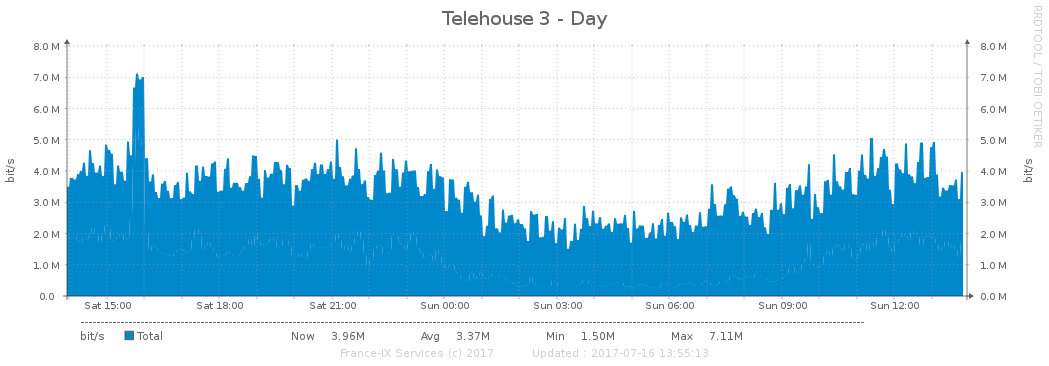 Telehouse 3 - Day
RRDTOOL / TOBI OETIKER
8.0 M 8.0 M
7.0 M 7.0 M
6.0 M 6.0 M
5.0 M 5.0 M
4.0 M 4.0 M
3.0 M 3.0 M
2.0 M 2.0 M
1.0 M 1.0 M
0.0 0.0 M
bit/s bit/s
Sat 15:00 Sat 18:00 Sat 21:00 Sun 00:00 Sun 03:00 Sun 06:00 Sun 09:00 Sun 12:00
bit/s Total Now 3.96M Avg 3.37M Min 1.50M Max 7.11M
France-IX Services (c) 2017 Updated : 2017-07-16 13:55:13